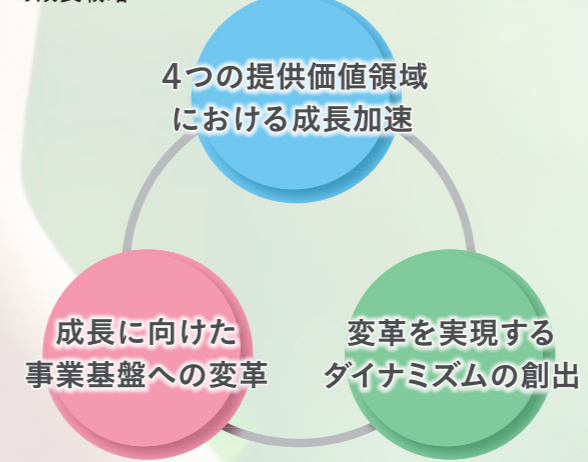 4つの提供価値領域
における成長加速
成長に向けた
事業基盤への変革
変革を実現する
ダイナミズムの創出